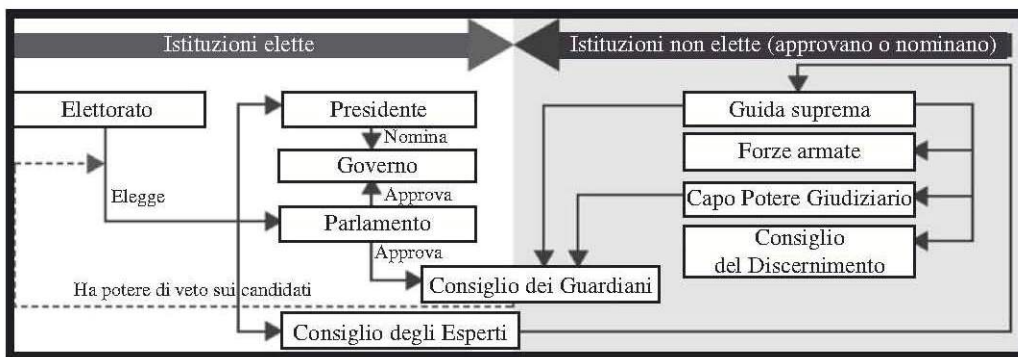 Istituzioni elette
Istituzioni non elette (approvano o nominano)
Elettorato
Presidente
Guida suprema
Nomina
Governo
Forze armate
Elegge
Approva
Capo Potere Giudiziario
Parlamento
Approva
Consiglio
del Discernimento
Consiglio dei Guardiani
Ha potere di veto sui candidati
Consiglio degli Esperti